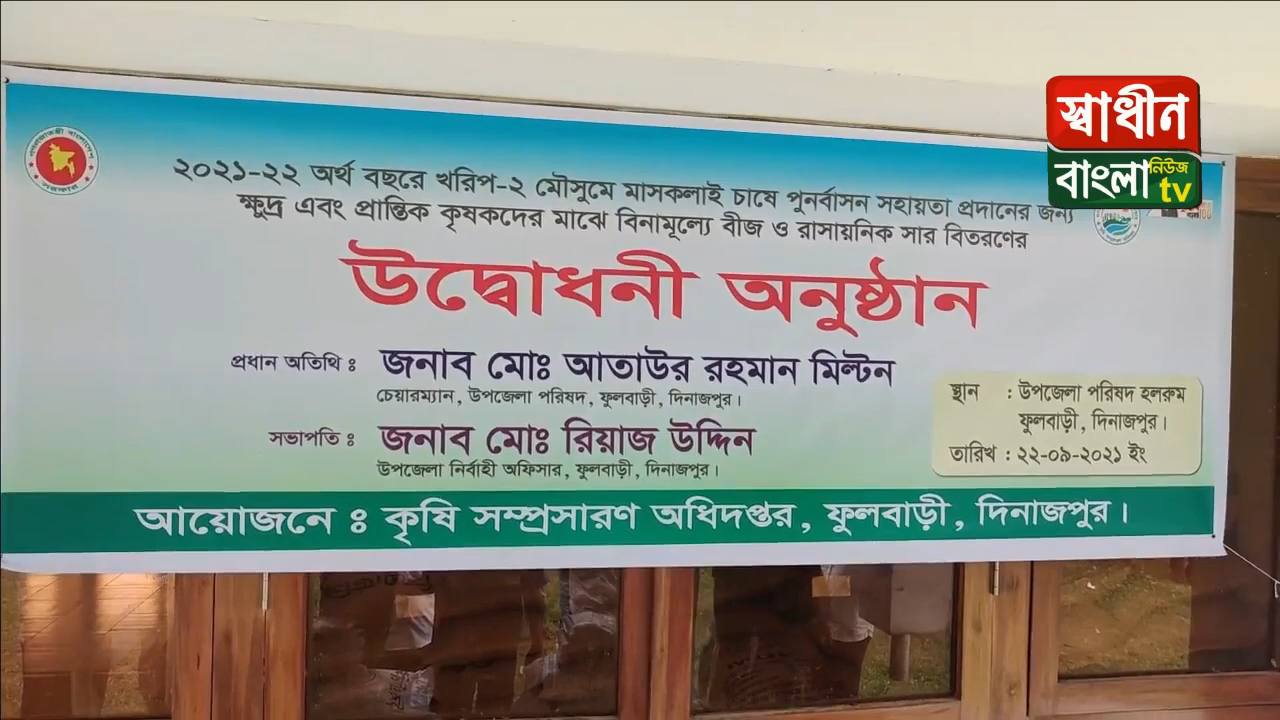 স্বাধীন
বাংলা নিউজ tv
২০২১-২২ অর্থ বছরে খরিপ-২ মৌসুমে মাসকলাই চাষে পুনর্বাসন সহায়তা প্রদানের জন্য
ক্ষুদ্র এবং প্রান্তিক কৃষকদের মাঝে বিনামূল্যে বীজ ও রাসায়নিক সার বিতরণের
উদ্বোধনী অনুষ্ঠান
প্রধান অতিথি ঃ জনাব মোঃ আতাউর রহমান মিল্টন
চেয়ারম্যান, উপজেলা পরিষদ, ফুলবাড়ী, দিনাজপুর।
সভাপতি ঃ জনাব মোঃ রিয়াজ উদ্দিন
উপজেলা নির্বাহী অফিসার, ফুলবাড়ী, দিনাজপুর।
স্থান : উপজেলা পরিষদ হলরুম
ফুলবাড়ী, দিনাজপুর।
তারিখ : ২২-০৯-২০২১ ইং
আয়োজনে ঃ কৃষি সম্প্রসারণ অধিদপ্তর, ফুলবাড়ী, দিনাজপুর।